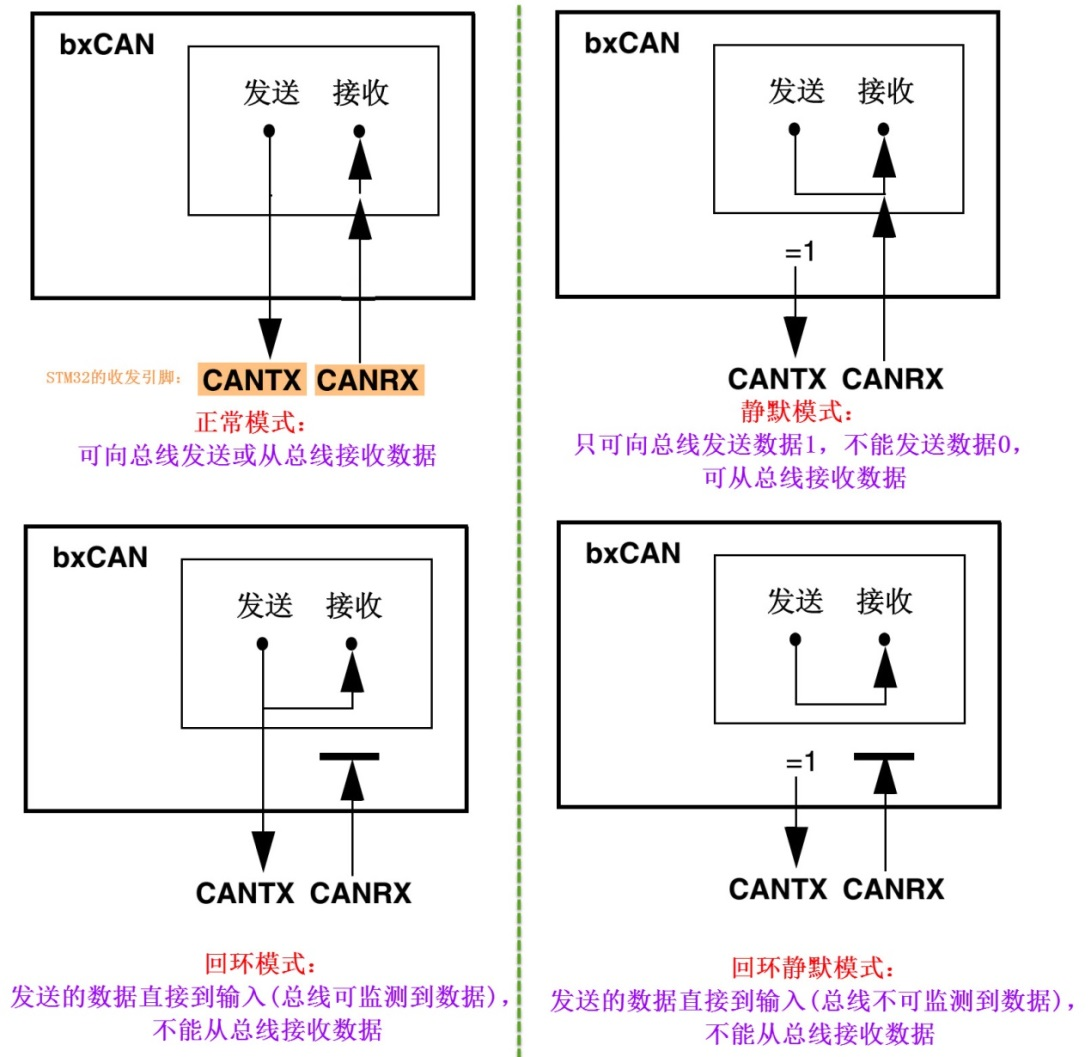 bxCAN
发送 接收
STM32的收发引脚: CANTX CANRX
正常模式:
可向总线发送或从总线接收数据
bxCAN
发送 接收
=1
CANTX CANRX
静默模式:
只可向总线发送数据1，不能发送数据0，
可从总线接收数据
bxCAN
发送 接收
CANTX CANRX
回环模式:
发送的数据直接到输入(总线可监测到数据)，
不能从总线接收数据
bxCAN
发送 接收
=1
CANTX CANRX
回环静默模式:
发送的数据直接到输入(总线不可监测到数据)，
不能从总线接收数据